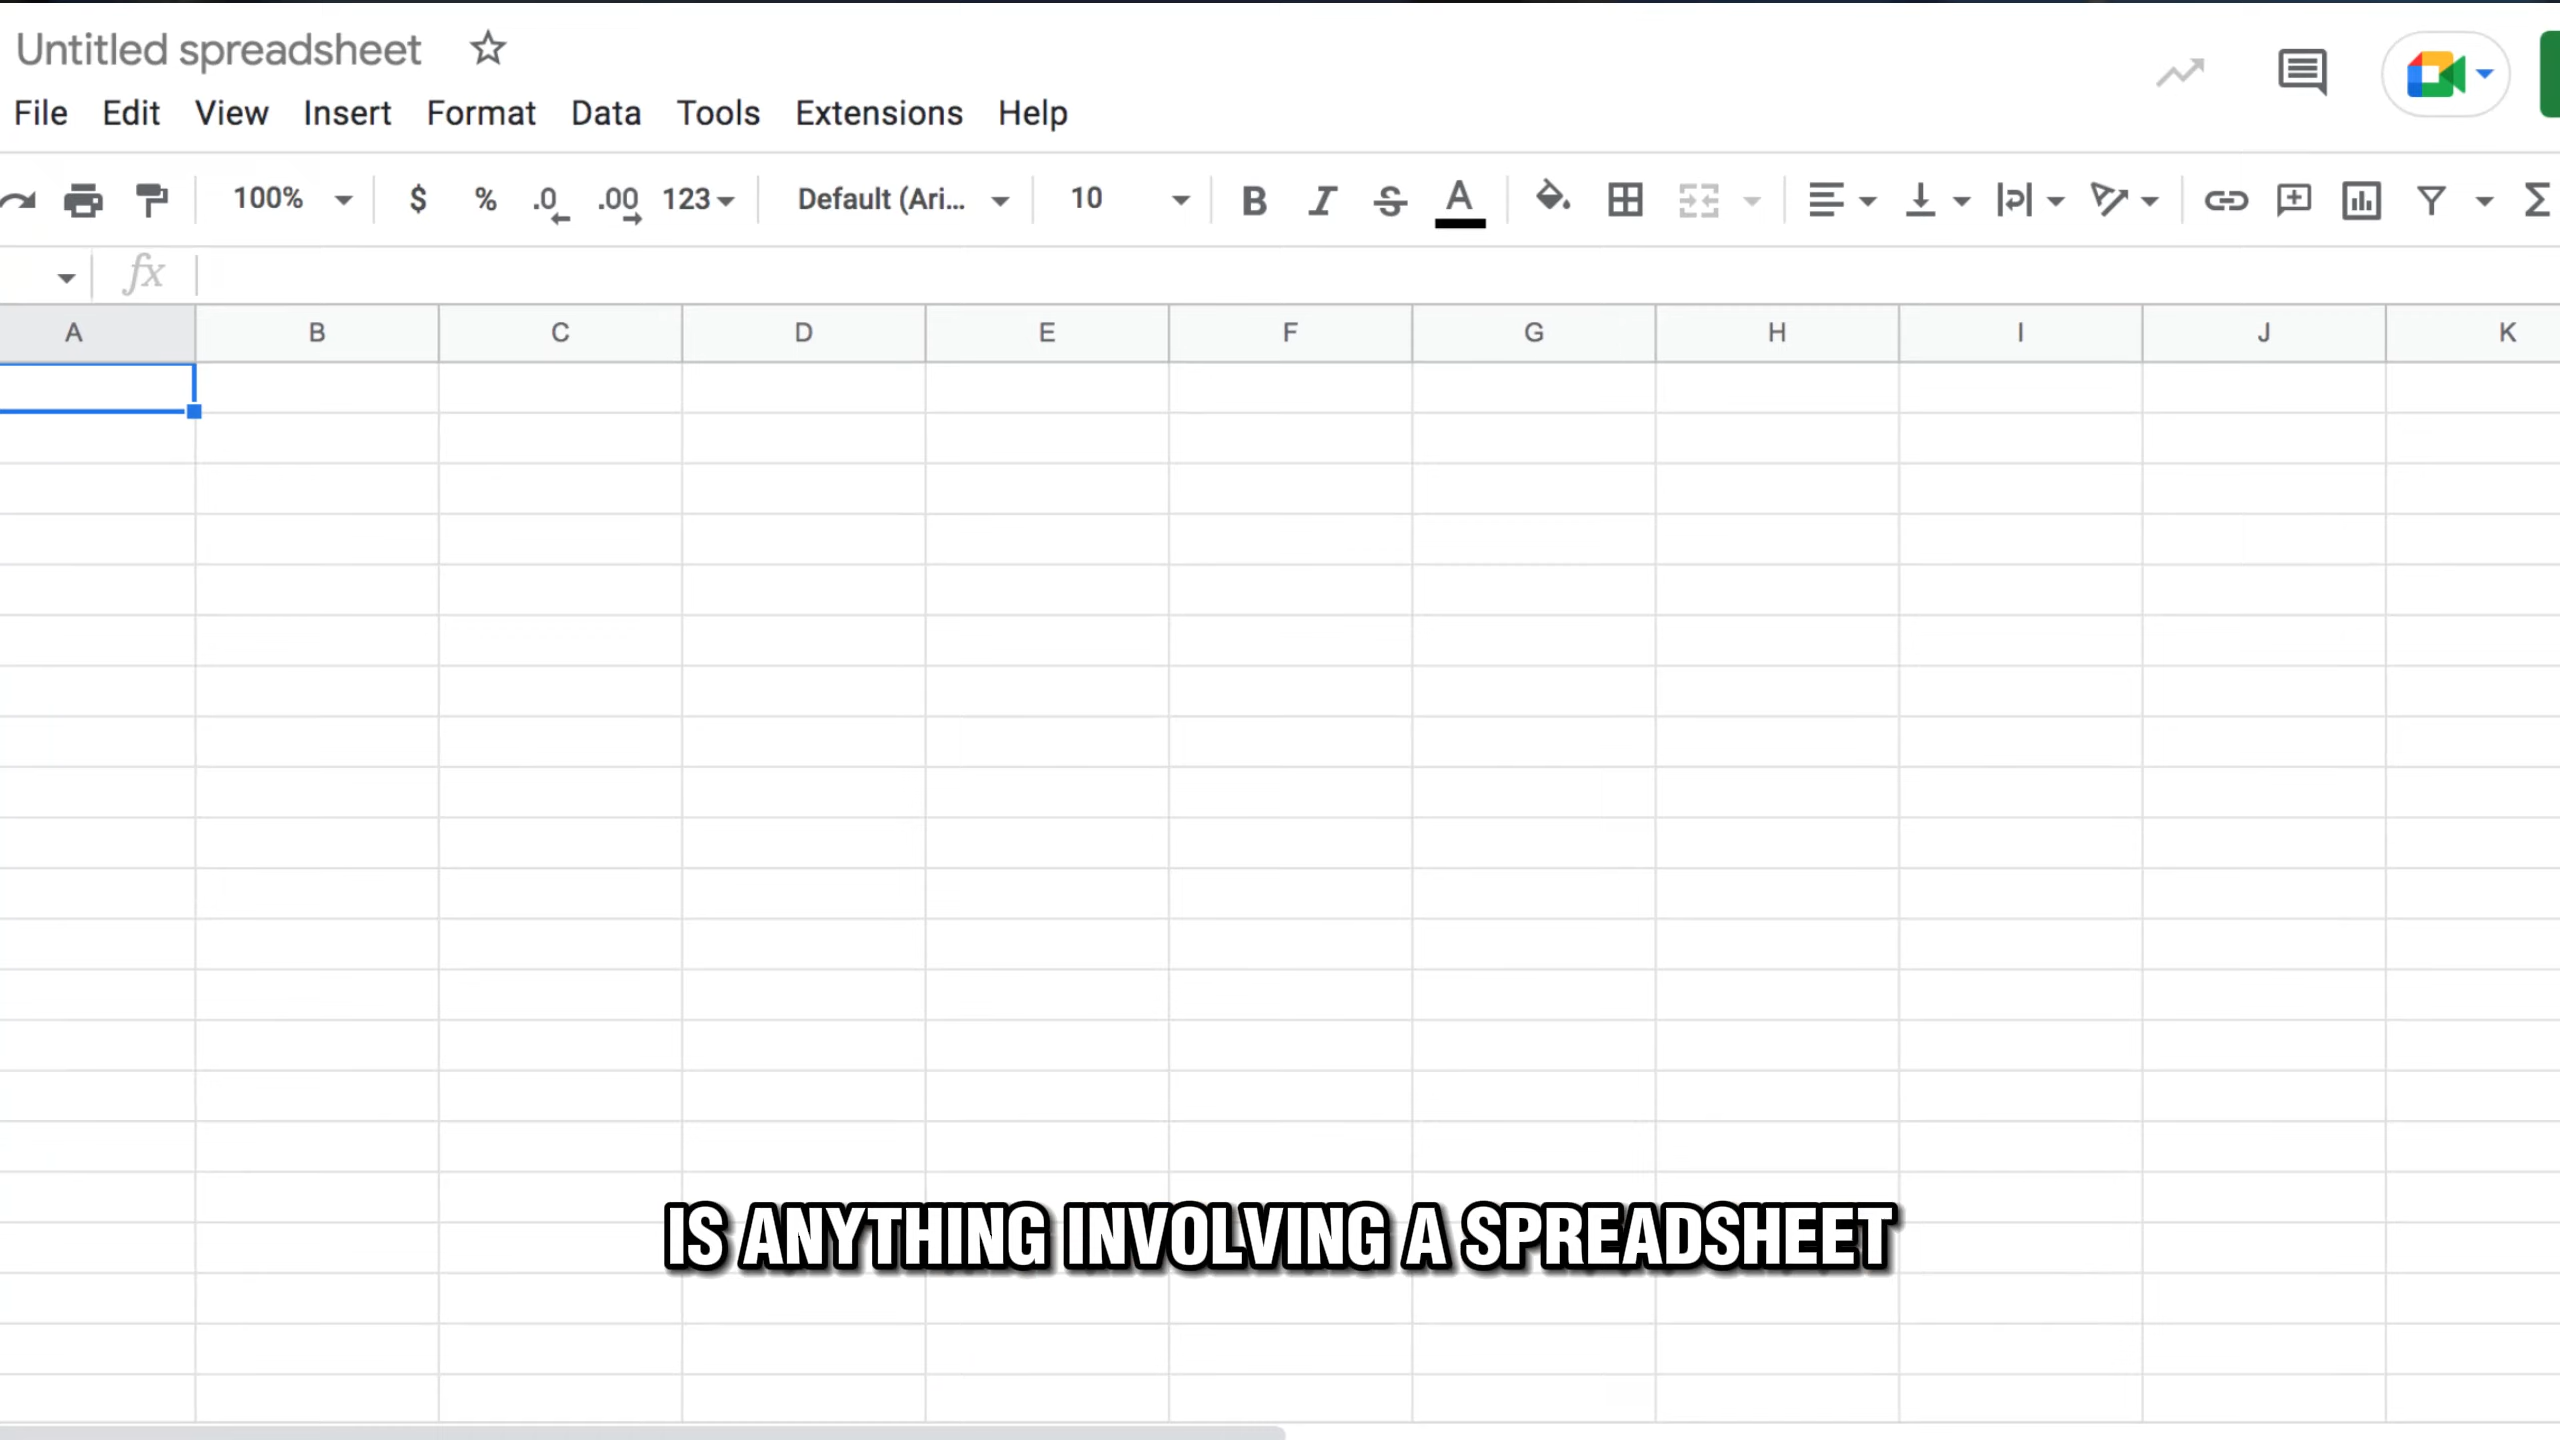 Untitled spreadsheet
File Edit View Insert Format Data Tools Extensions Help
100% $ % .0 .00 123 Default (Ari... 10 B I S A Σ
fx
A B C D E F G H I J K
IS ANYTHING INVOLVING A SPREADSHEET